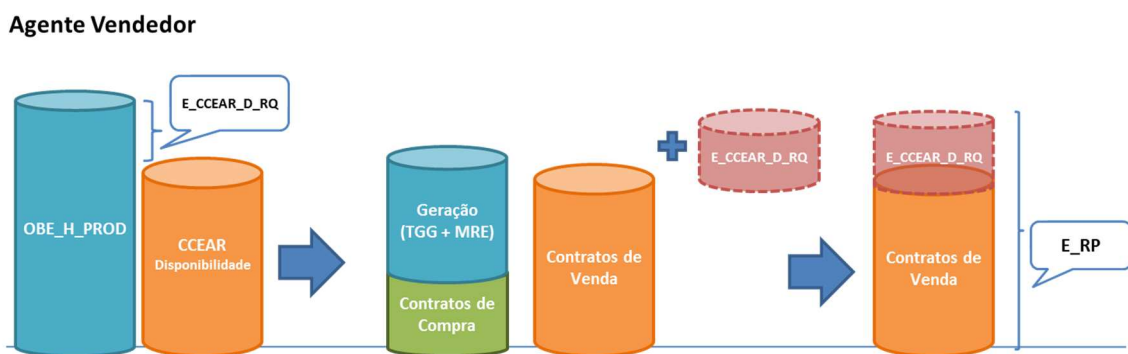 Agente Vendedor
E_CCEAR_D_RQ
OBE_H_PROD
CCEAR
Disponibilidade
Geração
(TGG + MRE)
Contratos de
Compra
Contratos de
Venda
E_CCEAR_D_RQ
E_CCEAR_D_RQ
Contratos de
Venda
E_RP